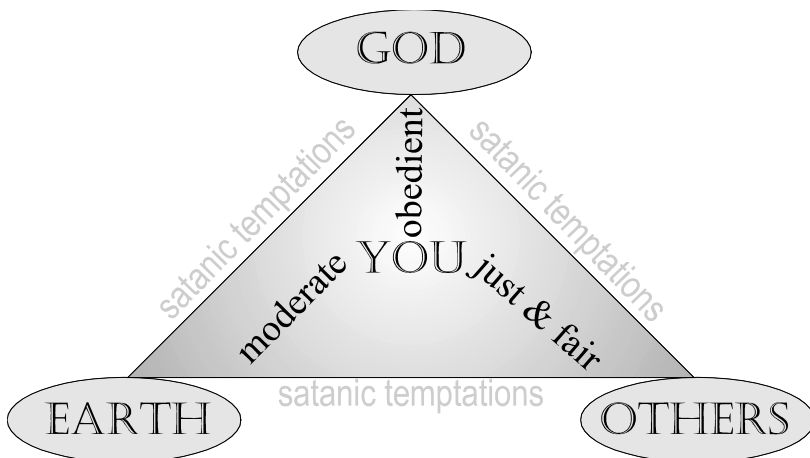 GOD
satanic temptations
satanic temptations
obedient
YOU
moderate
just & fair
satanic temptations
EARTH
OTHERS